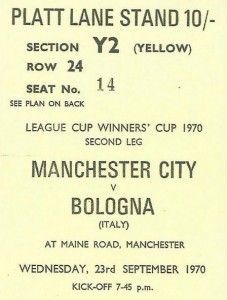 PLATT LANE STAND 10/-
SECTION Y2 (YELLOW)
ROW 24
SEAT No. 14
SEE PLAN ON BACK
LEAGUE CUP WINNERS' CUP 1970
SECOND LEG
MANCHESTER CITY
v
BOLOGNA
(ITALY)
AT MAINE ROAD, MANCHESTER
WEDNESDAY, 23rd SEPTEMBER 1970
KICK-OFF 7-45 p.m.